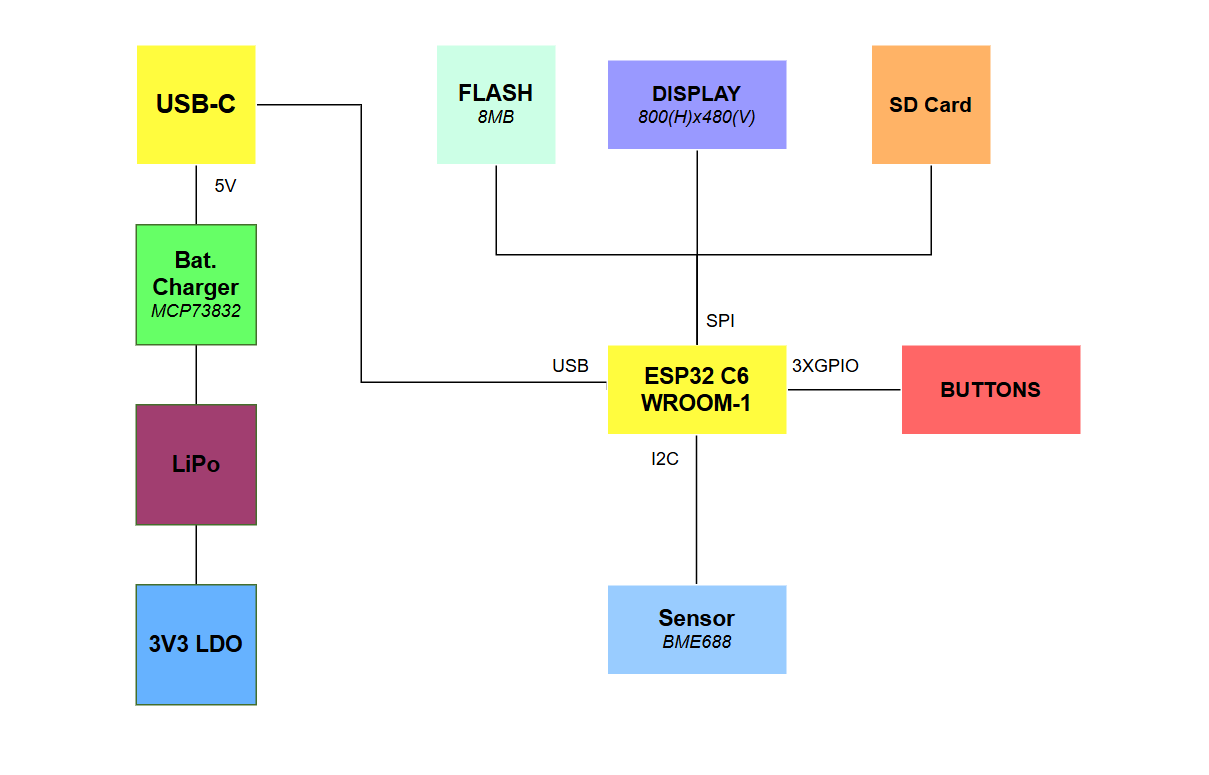 USB-C
5V
Bat.
Charger
MCP73832
LiPo
3V3 LDO
FLASH
8MB
DISPLAY
800(H)x480(V)
SD Card
SPI
USB
ESP32 C6
WROOM-1
3XGPIO
BUTTONS
I2C
Sensor
BME688